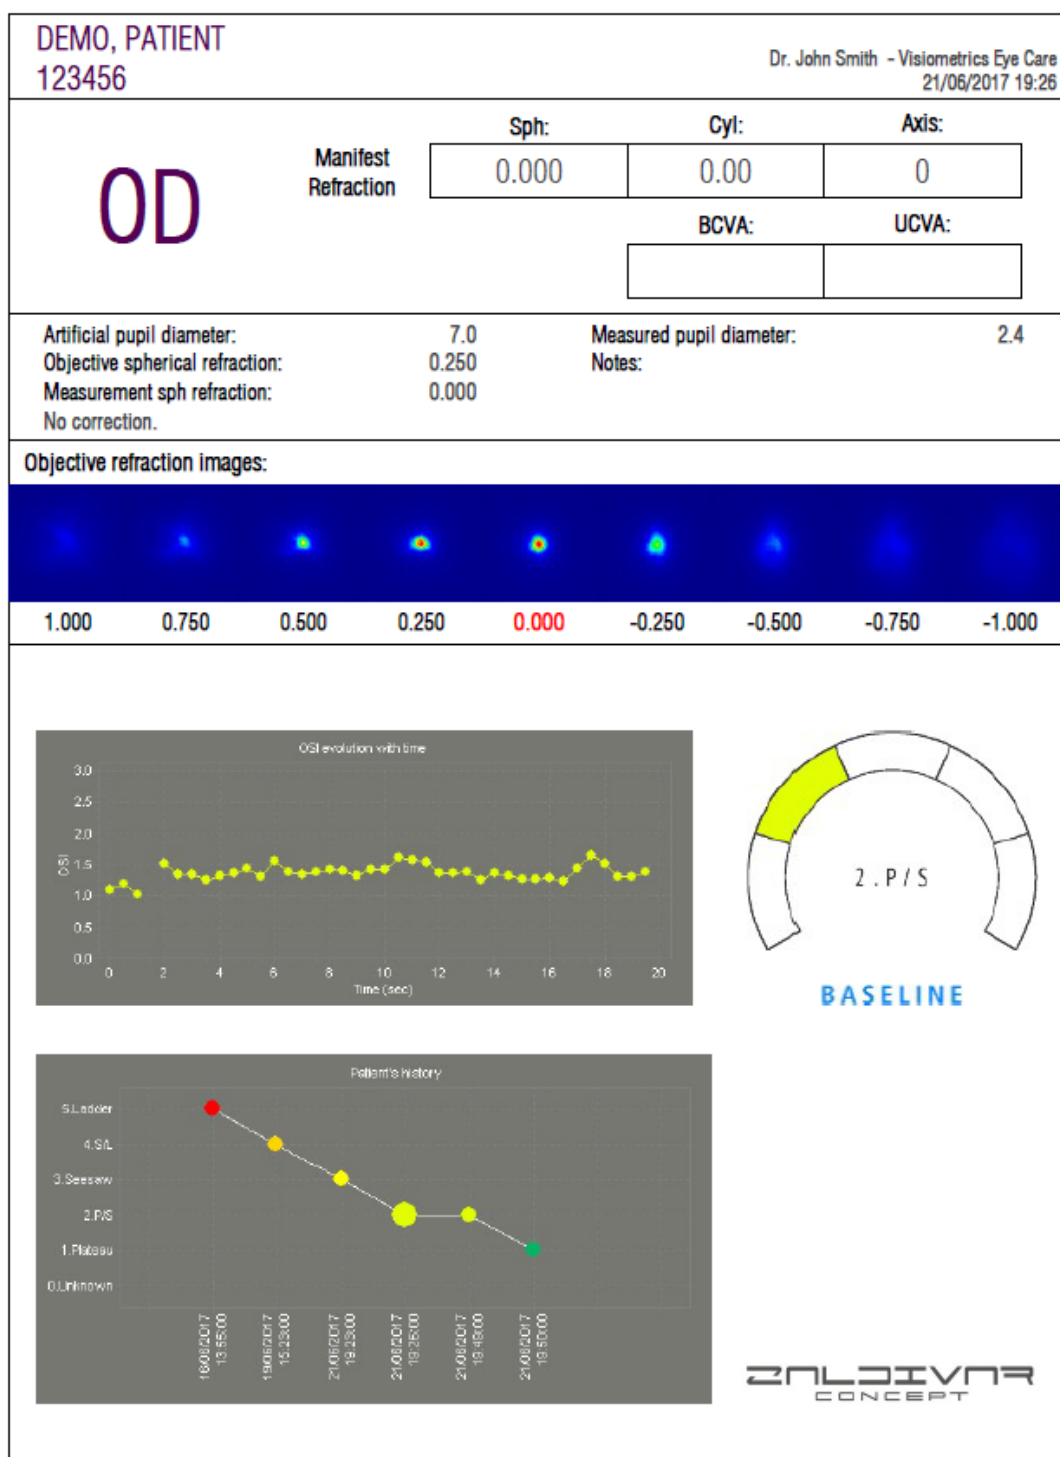 DEMO, PATIENT
123456
Dr. John Smith - Visiometrics Eye Care
21/06/2017 19:26
OD
Manifest
Refraction
Sph: Cyl: Axis:
0.000 0.00 0
BCVA: UCVA:
Artificial pupil diameter: 7.0 Measured pupil diameter: 2.4
Objective spherical refraction: 0.250 Notes:
Measurement sph refraction: 0.000
No correction.
Objective refraction images:
1.000 0.750 0.500 0.250 0.000 -0.250 -0.500 -0.750 -1.000
OSI evolution with time
3.0
2.5
2.0
1.5
1.0
0.5
0.0
OSI
0 2 4 6 8 10 12 14 16 18 20
Time (sec)
2.P/S
BASELINE
Patient's history
5.Ladder
4.S/L
3.Seesaw
2.P/S
1.Plateau
0.Unknown
16/06/2017 13:55:00
19/06/2017 15:23:00
21/06/2017 19:23:00
21/06/2017 19:26:00
21/06/2017 19:49:00
21/06/2017 19:50:00
ZALDIVAR
CONCEPT